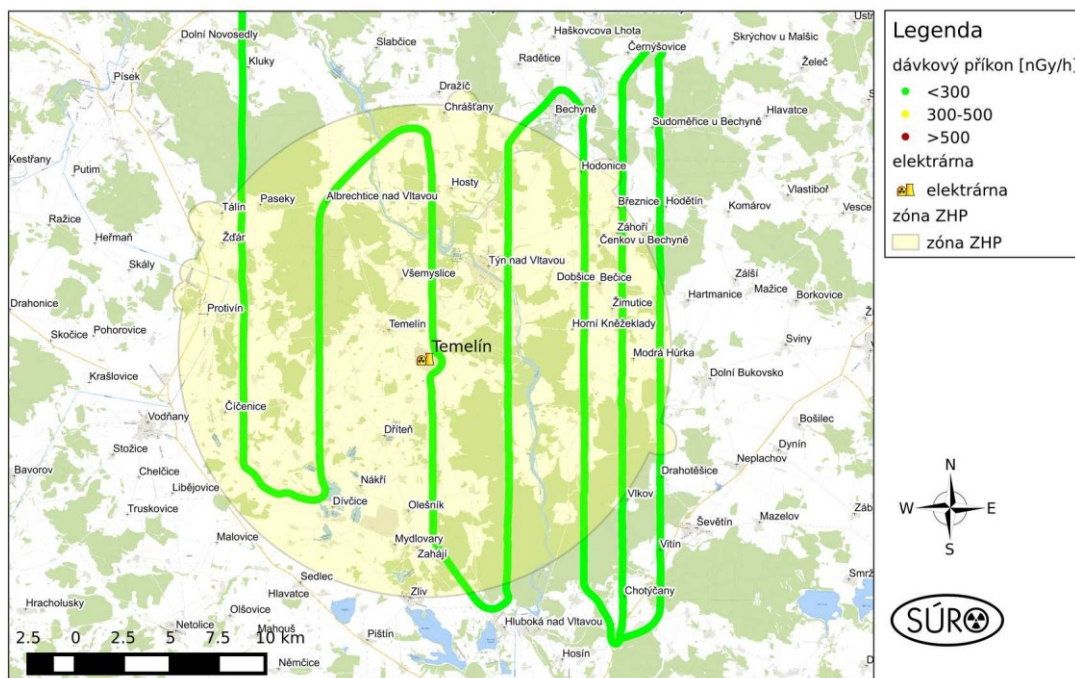 Dolní Novosedly
Kluky
Písek
Slabčice
Haškovcova Lhota
Radětice
Černýšovice
Skrýchov u Malšic
Želeč
Dražíč
Chrášťany
Bechyně
Sudoměřice u Bechyně
Hlavatce
Kestřany
Putim
Hodonice
Hosty
Albrechtice nad Vltavou
Paseky
Tálín
Březnice
Hodětín
Komárov
Vlastiboř
Vesce
Ražice
Heřmaň
Žďár
Záhoří
Čenkov u Bechyně
Skály
Všemyslice
Týn nad Vltavou
Dobšice
Bečice
Zálší
Mažice
Borkovice
Hartmanice
Drahonice
Protivín
Žimutice
Skočice
Pohorovice
Temelín
Horní Kněžeklady
Sviny
Temelín
Modrá Hůrka
Krašlovice
Dolní Bukovsko
Číčenice
Vodňany
Bošilec
Dříteň
Dynín
Stožice
Neplachov
Bavorov
Chelčice
Drahotěšice
Libějovice
Nákří
Dívčice
Vlkov
Truskovice
Olešník
Ševětín
Mazelov
Malovice
Mydlovary
Zahájí
Vitín
Sedlec
Hlavatce
Zliv
Chotýčany
Hracholusky
Olšovice
Netolice
Mahouš
Pištín
Hluboká nad Vltavou
Hosín
Němčice
2.5 0 2.5 5 7.5 10 km
Legenda
dávkový příkon [nGy/h]
<300
300-500
>500
elektrárna
elektrárna
zóna ZHP
zóna ZHP
N
W E
S
SÚR